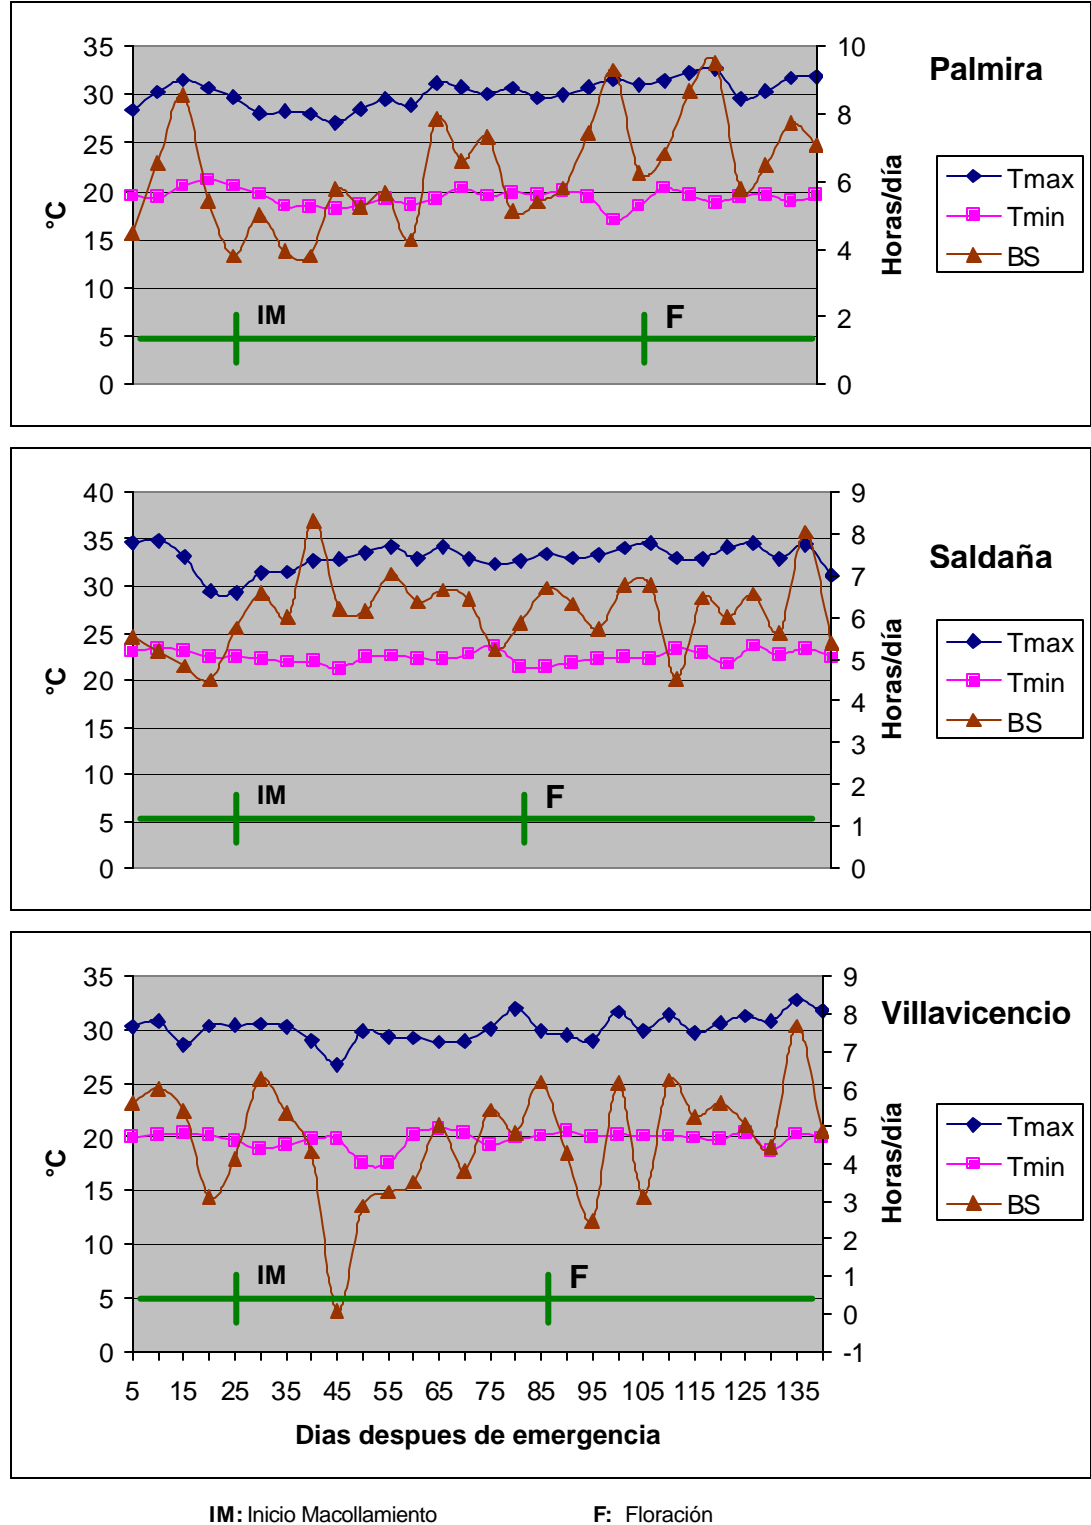 Palmira
35
30
25
20
15
10
5
0
°C
10
8
6
4
2
0
Horas/día
Tmax
Tmin
BS
IM
F
Saldaña
40
35
30
25
20
15
10
5
0
°C
9
8
7
6
5
4
3
2
1
0
Horas/día
Tmax
Tmin
BS
IM
F
Villavicencio
35
30
25
20
15
10
5
0
°C
9
8
7
6
5
4
3
2
1
0
-1
Horas/día
Tmax
Tmin
BS
IM
F
5 15 25 35 45 55 65 75 85 95 105 115 125 135
Dias despues de emergencia
IM: Inicio Macollamiento F: Floración